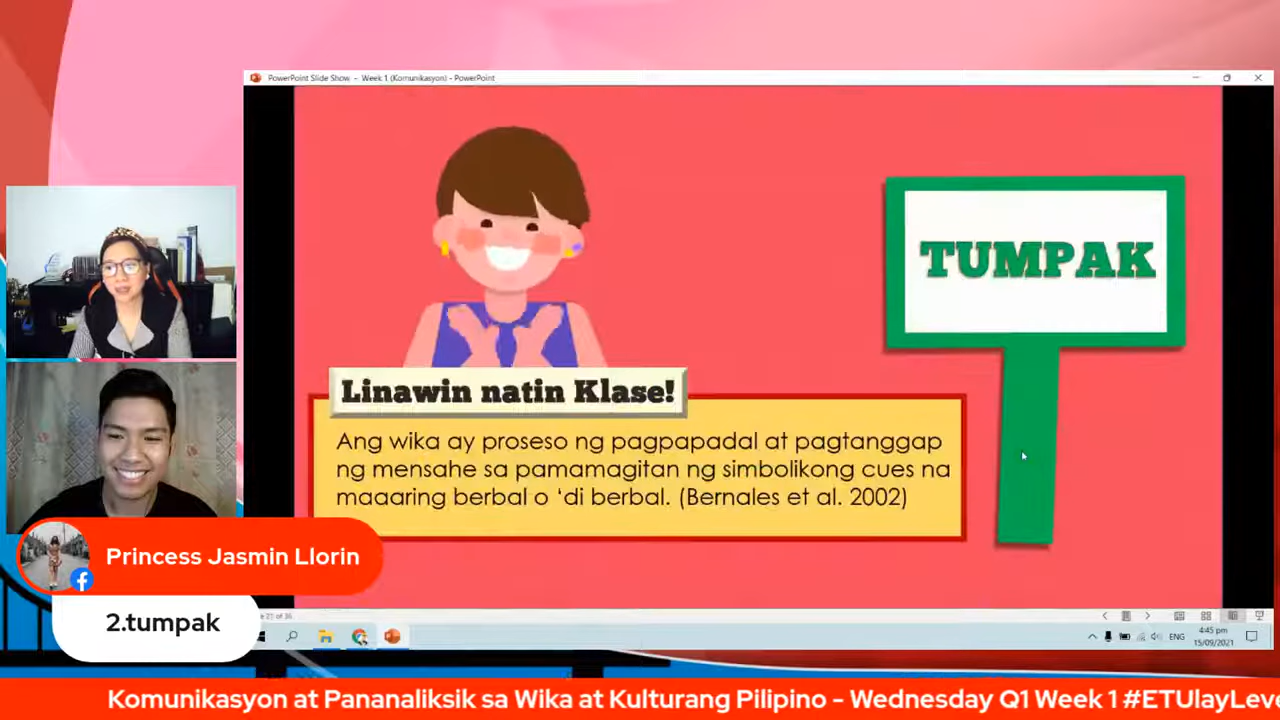 PowerPoint Slide Show - Week 1 (Komunikasyon) - PowerPoint
TUMPAK
Linawin natin Klase!
Ang wika ay proseso ng pagpapadal at pagtanggap
ng mensahe sa pamamagitan ng simbolikong cues na
maaaring berbal o ‘di berbal. (Bernales et al. 2002)
Princess Jasmin Llorin
2.tumpak
21 of 36
ENG
4:45 pm
15/09/2021
Komunikasyon at Pananaliksik sa Wika at Kulturang Pilipino - Wednesday Q1 Week 1 #ETUlayLeve